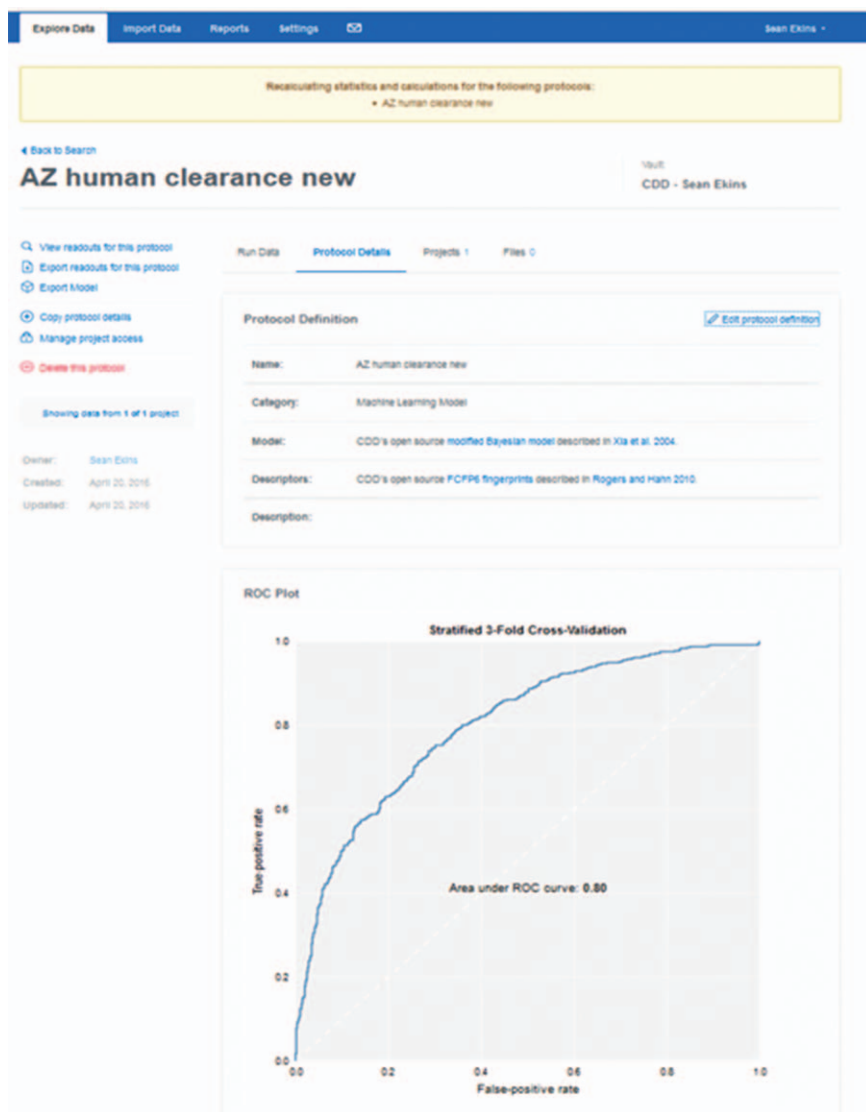 Explore Data Import Data Reports Settings Sean Ekins
Recalculating statistics and calculations for the following protocols:
• AZ human clearance new
Back to Search
AZ human clearance new
Vault:
CDD - Sean Ekins
View readouts for this protocol
Export readouts for this protocol
Export Model
Copy protocol details
Manage project access
Delete this protocol
Showing data from 1 of 1 project
Owner: Sean Ekins
Created: April 20, 2016
Updated: April 20, 2016
Run Data Protocol Details Projects 1 Files 0
Protocol Definition Edit protocol definition
Name: AZ human clearance new
Category: Machine Learning Model
Model: CDD's open source modified Bayesian model described in Xia et al. 2004.
Descriptors: CDD's open source FCFP6 fingerprints described in Rogers and Hahn 2010.
Description:
ROC Plot
Stratified 3-Fold Cross-Validation
1.0
0.8
0.6
0.4
0.2
0.0
True-positive rate
Area under ROC curve: 0.80
0.0 0.2 0.4 0.6 0.8 1.0
False-positive rate